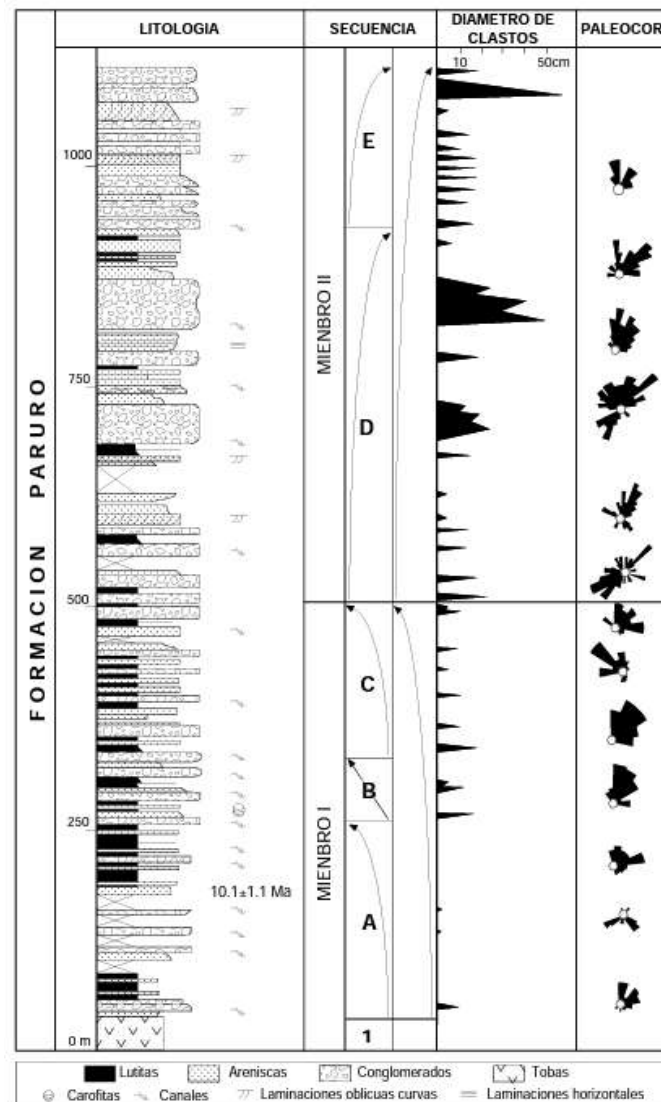 LITOLOGIA
SECUENCIA
DIAMETRO DE
CLASTOS
PALEOCOR
10
50cm
FORMACION PARURO
1000
750
500
250
0 m
10.1±1.1 Ma
MIENBRO II
MIENBRO I
E
D
C
B
A
1
Lutitas
Areniscas
Conglomerados
Tobas
Carofitas
Canales
Laminaciones oblicuas curvas
Laminaciones horizontales